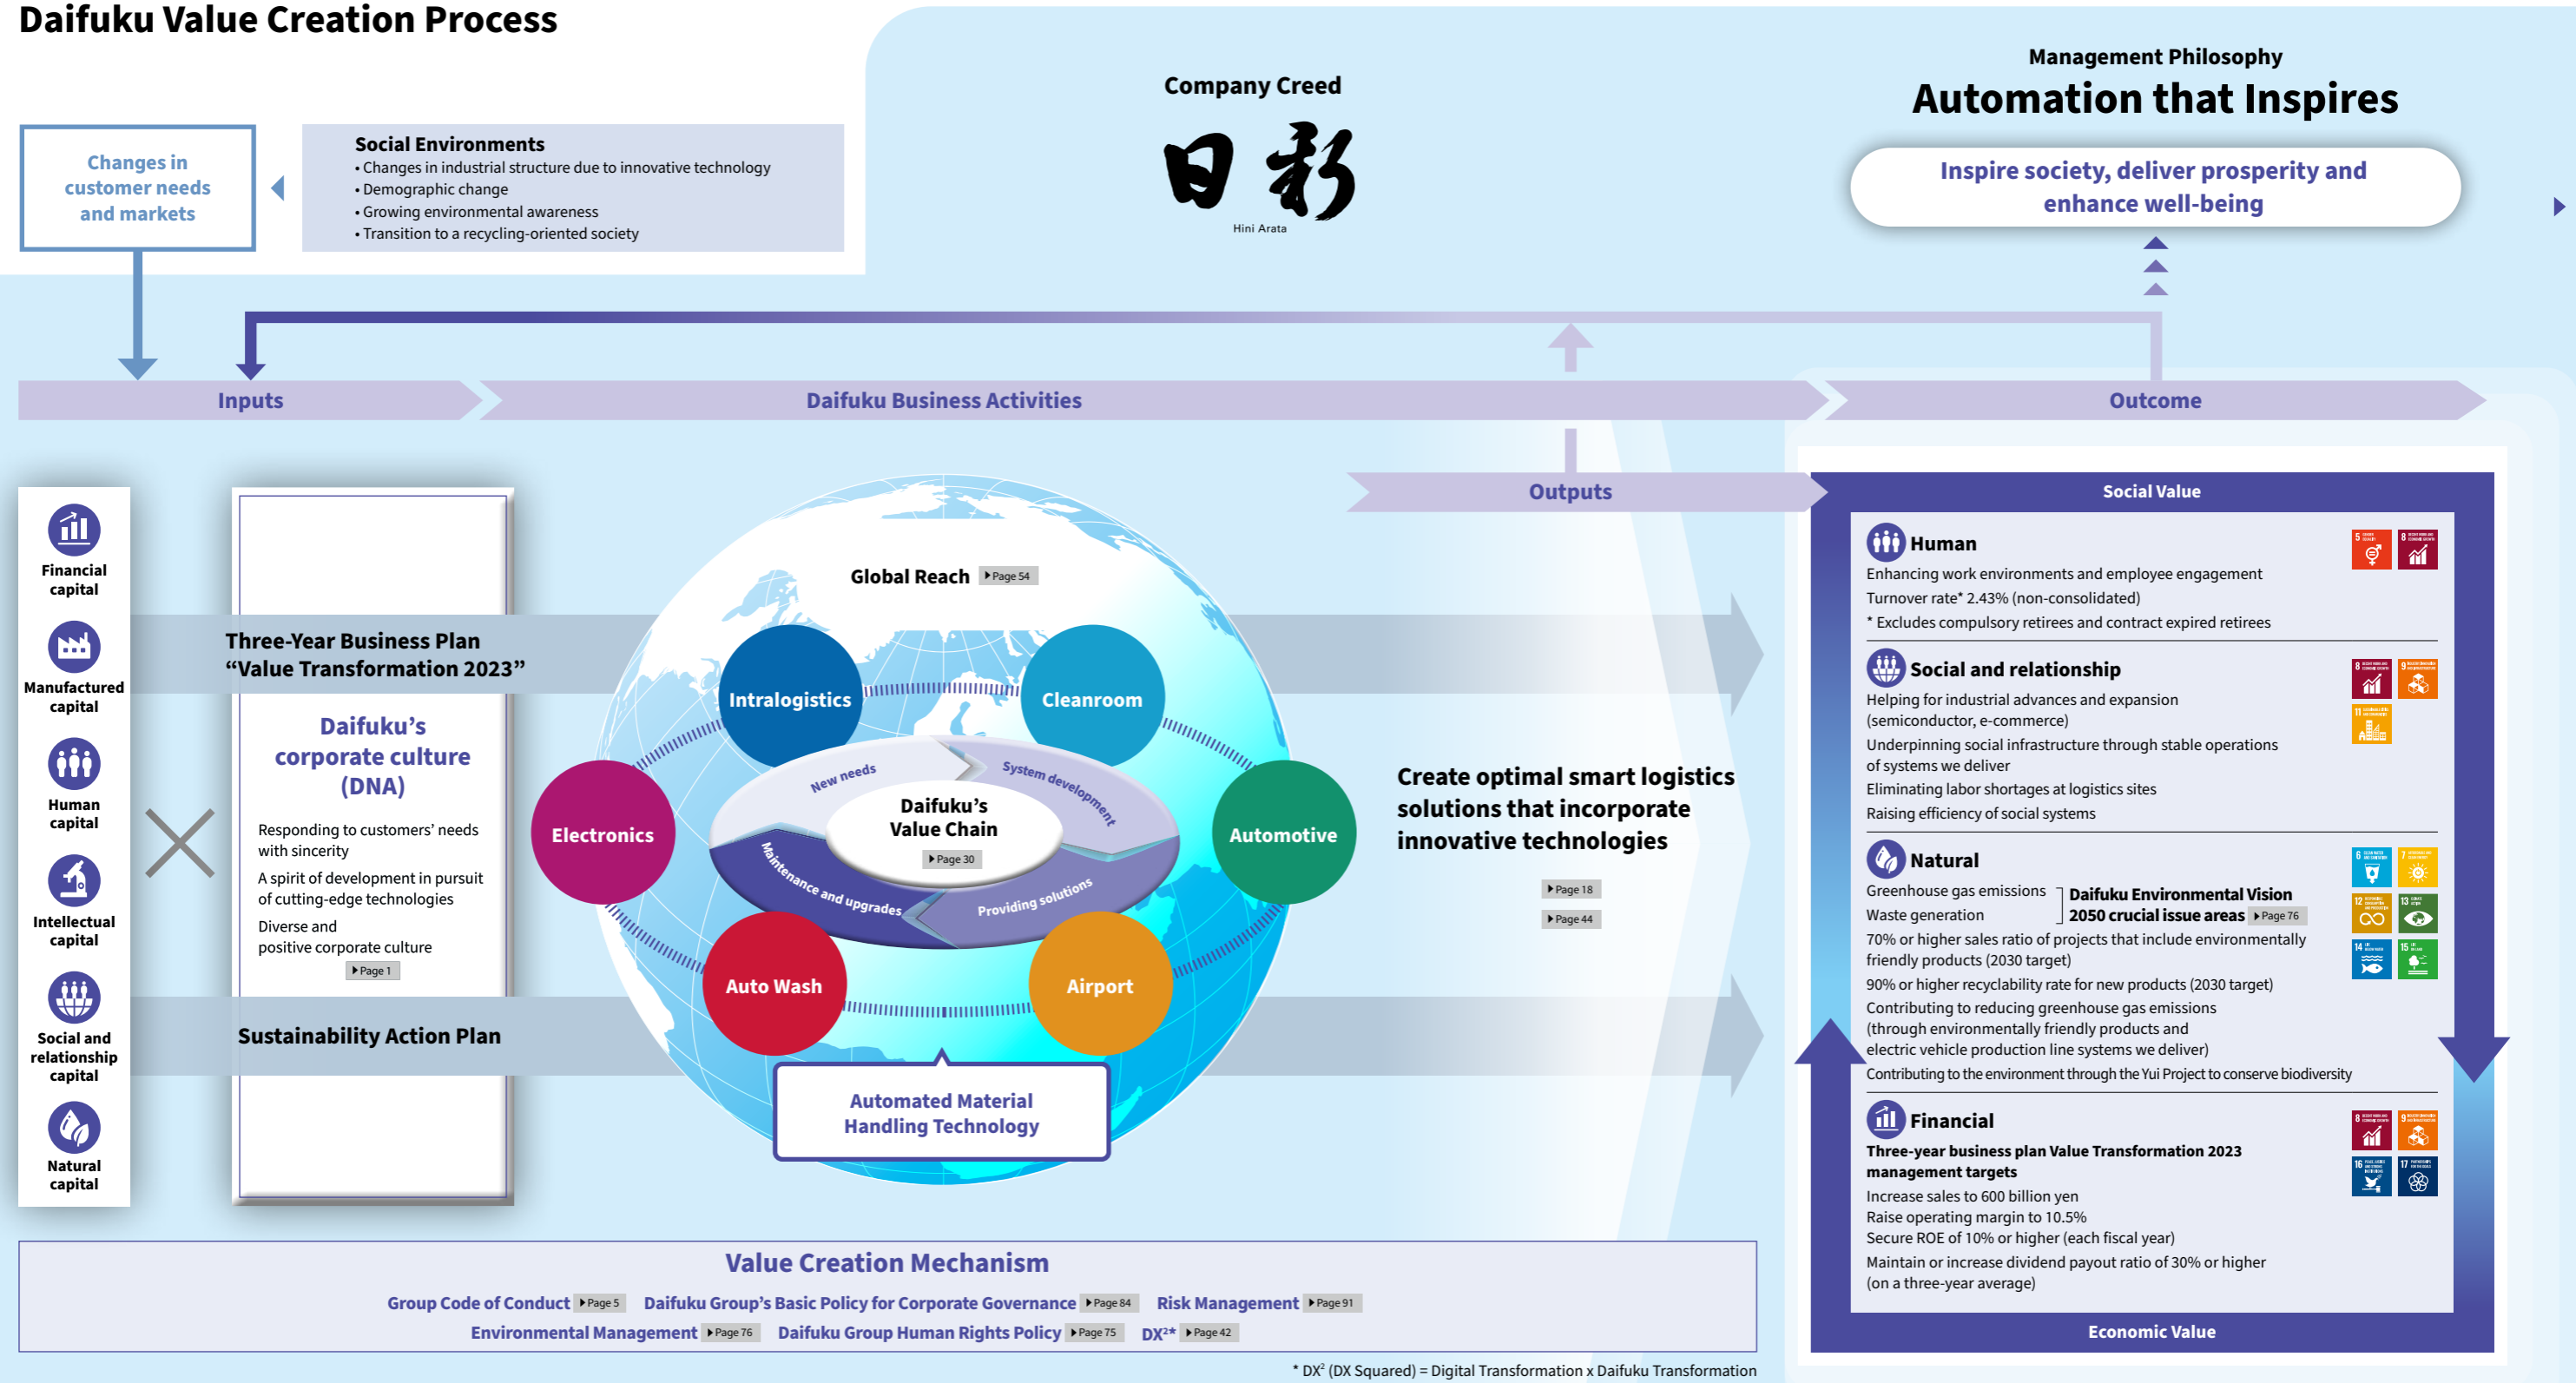 Daifuku Value Creation Process
Changes in
customer needs
and markets
Social Environments
• Changes in industrial structure due to innovative technology
• Demographic change
• Growing environmental awareness
• Transition to a recycling-oriented society
Company Creed
日彩
Hini Arata
Management Philosophy
Automation that Inspires
Inspire society, deliver prosperity and
enhance well-being
Inputs
Daifuku Business Activities
Outcome
Outputs
Financial
capital
Manufactured
capital
Human
capital
Intellectual
capital
Social and
relationship
capital
Natural
capital
Three-Year Business Plan
“Value Transformation 2023”
Daifuku’s
corporate culture
(DNA)
Responding to customers’ needs
with sincerity
A spirit of development in pursuit
of cutting-edge technologies
Diverse and
positive corporate culture
Page 1
Sustainability Action Plan
Global Reach Page 54
Intralogistics
Cleanroom
Electronics
Automotive
Auto Wash
Airport
New needs
System development
Daifuku’s
Value Chain
Page 30
Maintenance and upgrades
Providing solutions
Automated Material
Handling Technology
Create optimal smart logistics
solutions that incorporate
innovative technologies
Page 18
Page 44
Social Value
Human
5
8
Enhancing work environments and employee engagement
Turnover rate* 2.43% (non-consolidated)
* Excludes compulsory retirees and contract expired retirees
Social and relationship
8
9
11
Helping for industrial advances and expansion
(semiconductor, e-commerce)
Underpinning social infrastructure through stable operations
of systems we deliver
Eliminating labor shortages at logistics sites
Raising efficiency of social systems
Natural
6
7
12
13
14
15
Greenhouse gas emissions
Waste generation
Daifuku Environmental Vision
2050 crucial issue areas Page 76
70% or higher sales ratio of projects that include environmentally
friendly products (2030 target)
90% or higher recyclability rate for new products (2030 target)
Contributing to reducing greenhouse gas emissions
(through environmentally friendly products and
electric vehicle production line systems we deliver)
Contributing to the environment through the Yui Project to conserve biodiversity
Financial
8
9
16
17
Three-year business plan Value Transformation 2023
management targets
Increase sales to 600 billion yen
Raise operating margin to 10.5%
Secure ROE of 10% or higher (each fiscal year)
Maintain or increase dividend payout ratio of 30% or higher
(on a three-year average)
Economic Value
Value Creation Mechanism
Group Code of Conduct Page 5 Daifuku Group’s Basic Policy for Corporate Governance Page 84 Risk Management Page 91
Environmental Management Page 76 Daifuku Group Human Rights Policy Page 75 DX²* Page 42
* DX² (DX Squared) = Digital Transformation x Daifuku Transformation